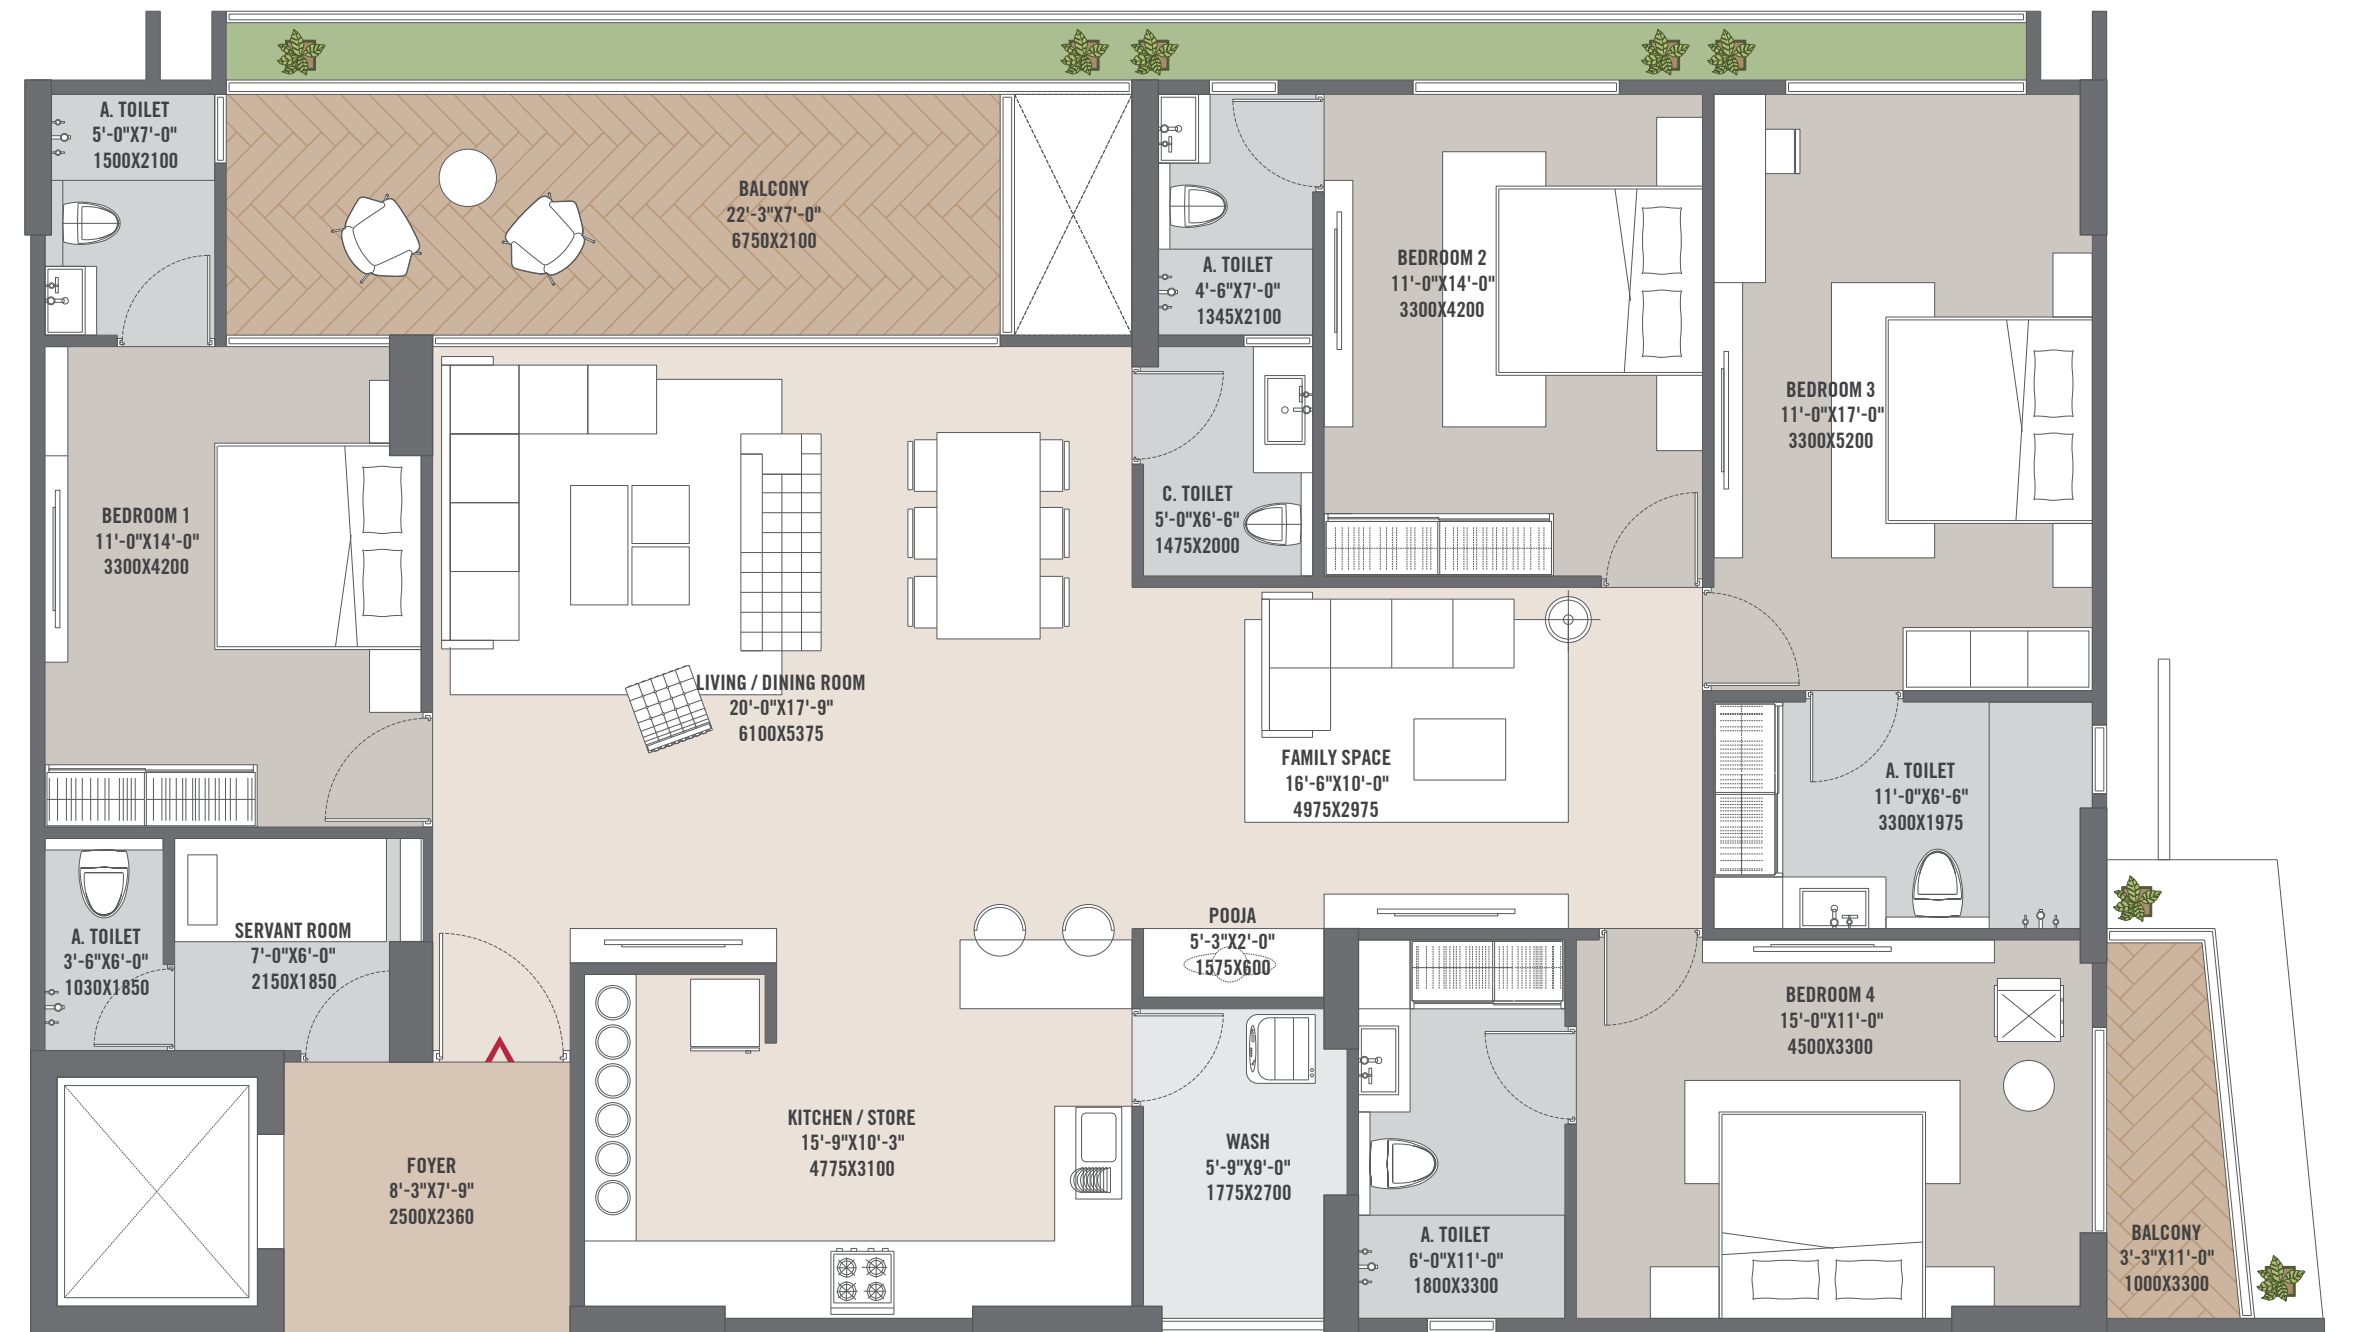 A. TOILET
5'-0"X7'-0"
1500X2100
BALCONY
22'-3"X7'-0"
6750X2100
A. TOILET
4'-6"X7'-0"
1345X2100
BEDROOM 2
11'-0"X14'-0"
3300X4200
BEDROOM 3
11'-0"X17'-0"
3300X5200
BEDROOM 1
11'-0"X14'-0"
3300X4200
C. TOILET
5'-0"X6'-6"
1475X2000
LIVING / DINING ROOM
20'-0"X17'-9"
6100X5375
FAMILY SPACE
16'-6"X10'-0"
4975X2975
A. TOILET
11'-0"X6'-6"
3300X1975
A. TOILET
3'-6"X6'-0"
1030X1850
SERVANT ROOM
7'-0"X6'-0"
2150X1850
POOJA
5'-3"X2'-0"
1575X600
BEDROOM 4
15'-0"X11'-0"
4500X3300
FOYER
8'-3"X7'-9"
2500X2360
KITCHEN / STORE
15'-9"X10'-3"
4775X3100
WASH
5'-9"X9'-0"
1775X2700
A. TOILET
6'-0"X11'-0"
1800X3300
BALCONY
3'-3"X11'-0"
1000X3300